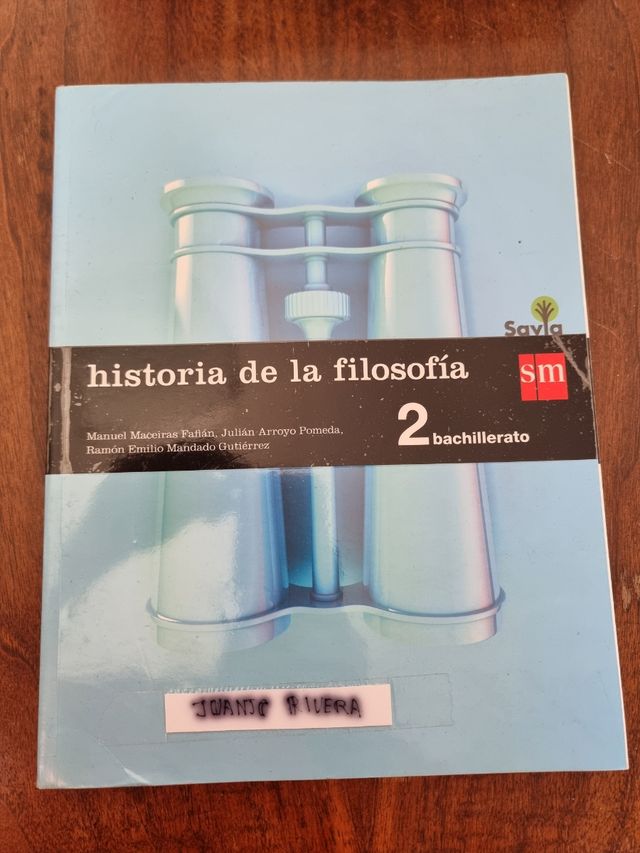 Savia
sm
historia de la filosofía
Manuel Maceiras Fafián, Julián Arroyo Pomeda,
Ramón Emilio Mandado Gutiérrez
2 bachillerato
JUANJO RIVERA